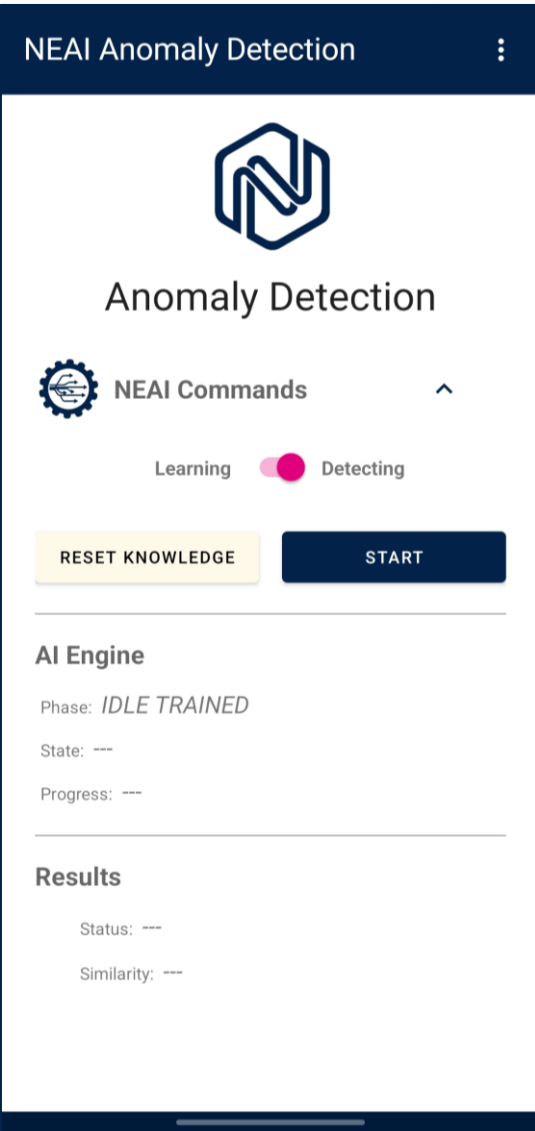 NEAI Anomaly Detection
Anomaly Detection
NEAI Commands
Learning Detecting
RESET KNOWLEDGE START
AI Engine
Phase: IDLE TRAINED
State: ---
Progress: ---
Results
Status: ---
Similarity: ---